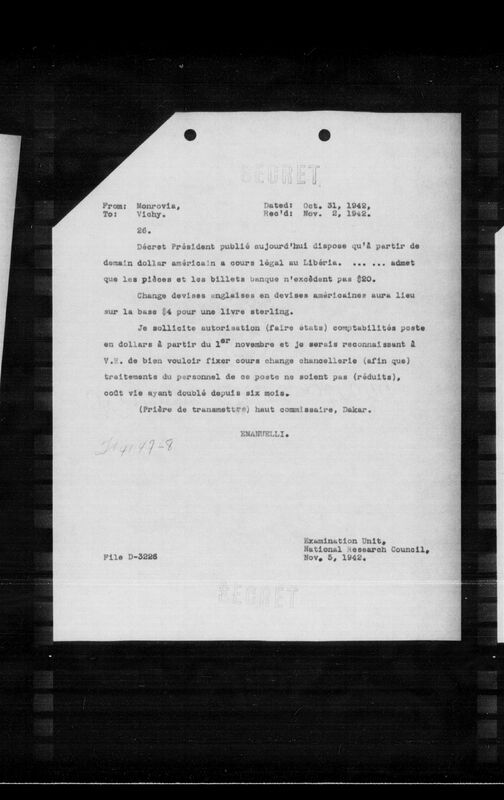 SECRET
From: Monrovia, Dated: Oct. 31, 1942,
To: Vichy. Rec'd: Nov. 2, 1942.
26.
Décret Président publié aujourd'hui dispose qu'à partir de
demain dollar américain a cours légal au Libéria. ... ... admet
que les pièces et les billets banque n'excèdent pas $20.
Change devises anglaises en devises américaines aura lieu
sur la base $4 pour une livre sterling.
Je sollicite autorisation (faire états) comptabilités poste
en dollars à partir du 1er novembre et je serais reconnaissant à
V.E. de bien vouloir fixer cours change chancellerie (afin que)
traitements du personnel de ce poste ne soient pas (réduits),
coût vie ayant doublé depuis six mois.
(Prière de transmettre) haut commissaire, Dakar.
EMANUELLI.
Examination Unit,
National Research Council,
File D-3226 Nov. 5, 1942.
SECRET